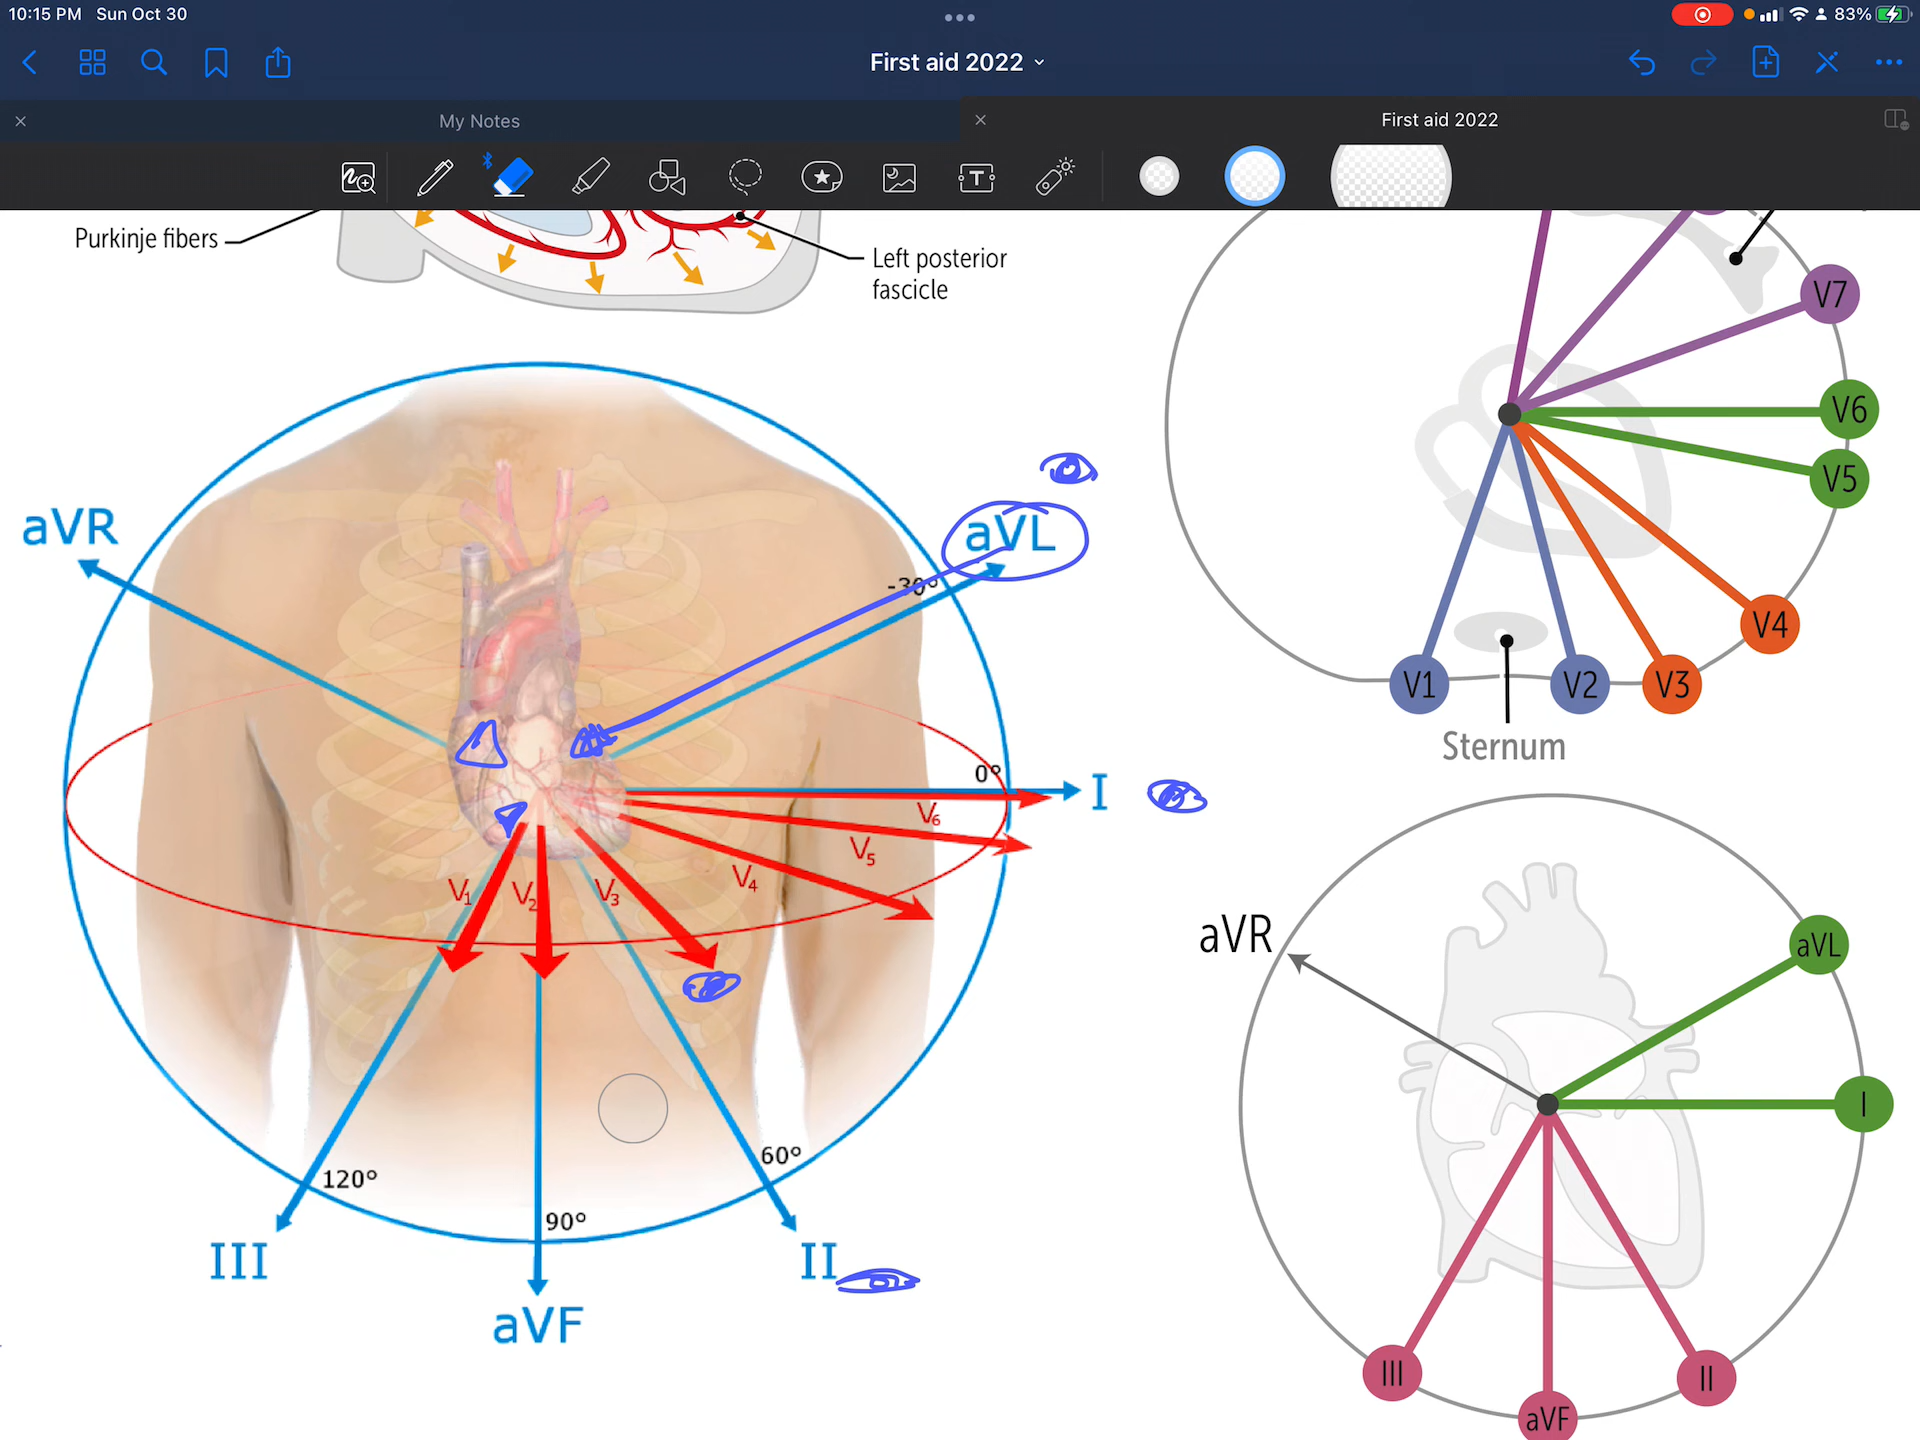 10:15 PM Sun Oct 30
83%
First aid 2022
My Notes
First aid 2022
T
Purkinje fibers
Left posterior
fascicle
V7
V6
V5
V4
V1
V2
V3
Sternum
aVR
aVL
-30°
0°
I
V6
V5
V4
V1
V2
V3
120°
90°
60°
III
aVF
II
aVR
aVL
I
III
aVF
II